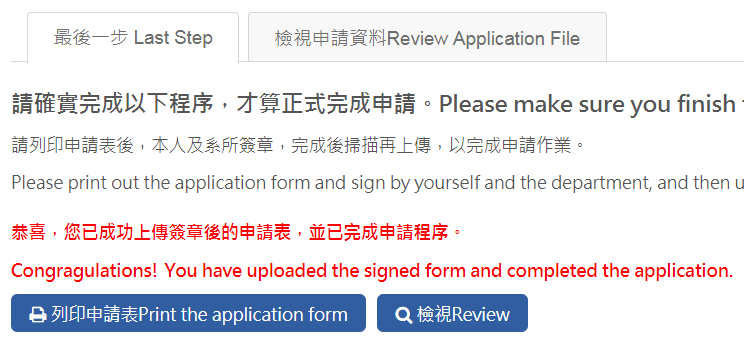 最後一步 Last Step
檢視申請資料Review Application File
請確實完成以下程序，才算正式完成申請。Please make sure you finish
請列印申請表後，本人及系所簽章，完成後掃描再上傳，以完成申請作業。
Please print out the application form and sign by yourself and the department, and then u
恭喜，您已成功上傳簽章後的申請表，並已完成申請程序。
Congragulations! You have uploaded the signed form and completed the application.
列印申請表Print the application form
檢視Review